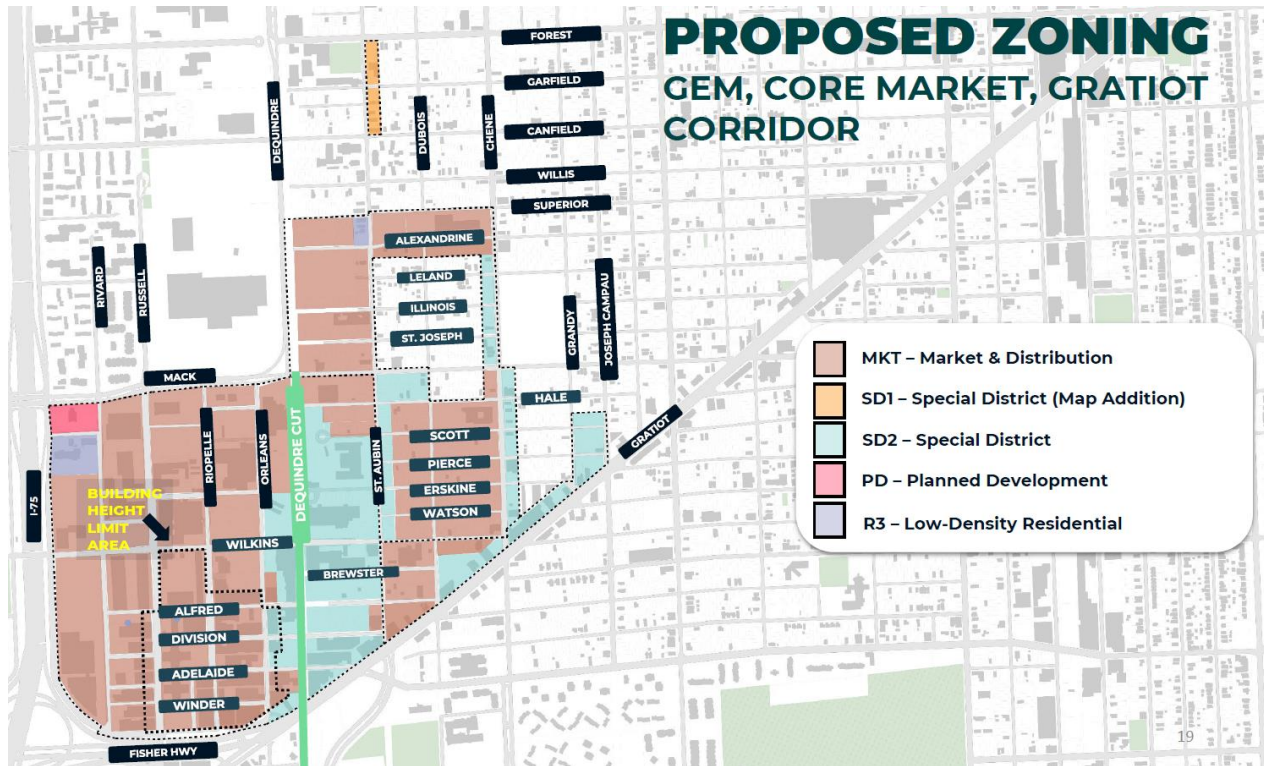 PROPOSED ZONING
GEM, CORE MARKET, GRATIOT
CORRIDOR
FOREST
GARFIELD
CANFIELD
WILLIS
SUPERIOR
DEQUINDRE
DUBOIS
CHENE
RIVARD
RUSSELL
ALEXANDRINE
LELAND
ILLINOIS
ST. JOSEPH
GRANDY
JOSEPH CAMPAU
MACK
HALE
GRATIOT
RIOPELLE
ORLEANS
DEQUINDRE CUT
ST. AUBIN
SCOTT
PIERCE
ERSKINE
WATSON
I-75
BUILDING
HEIGHT
LIMIT
AREA
WILKINS
BREWSTER
ALFRED
DIVISION
ADELAIDE
WINDER
FISHER HWY
MKT – Market & Distribution
SD1 – Special District (Map Addition)
SD2 – Special District
PD – Planned Development
R3 – Low-Density Residential
19